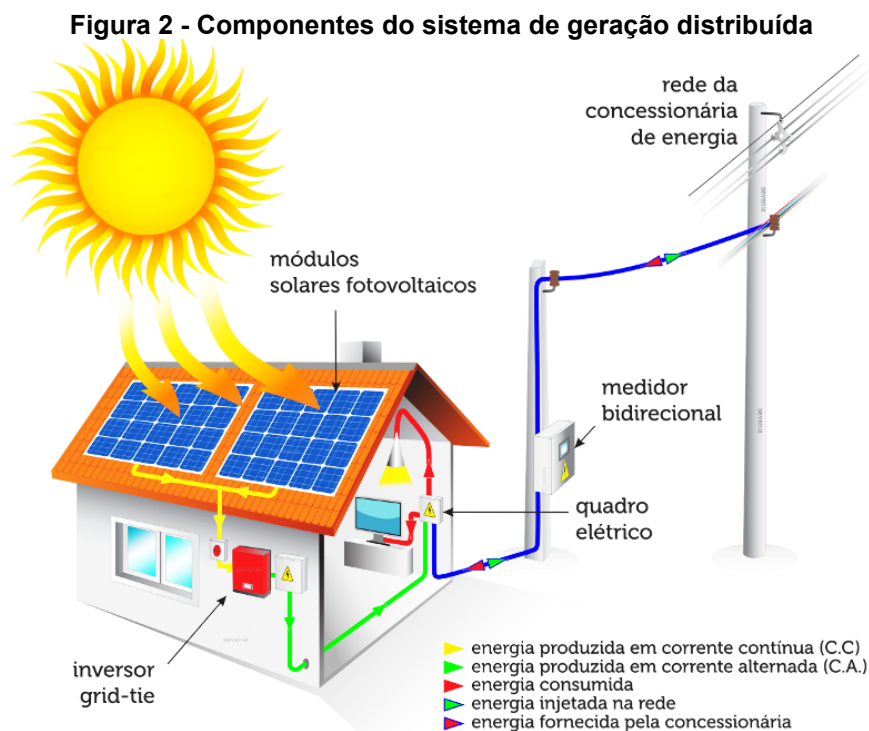 Figura 2 - Componentes do sistema de geração distribuída
rede da
concessionária
de energia
módulos
solares fotovoltaicos
medidor
bidirecional
quadro
elétrico
inversor
grid-tie
energia produzida em corrente contínua (C.C)
energia produzida em corrente alternada (C.A.)
energia consumida
energia injetada na rede
energia fornecida pela concessionária